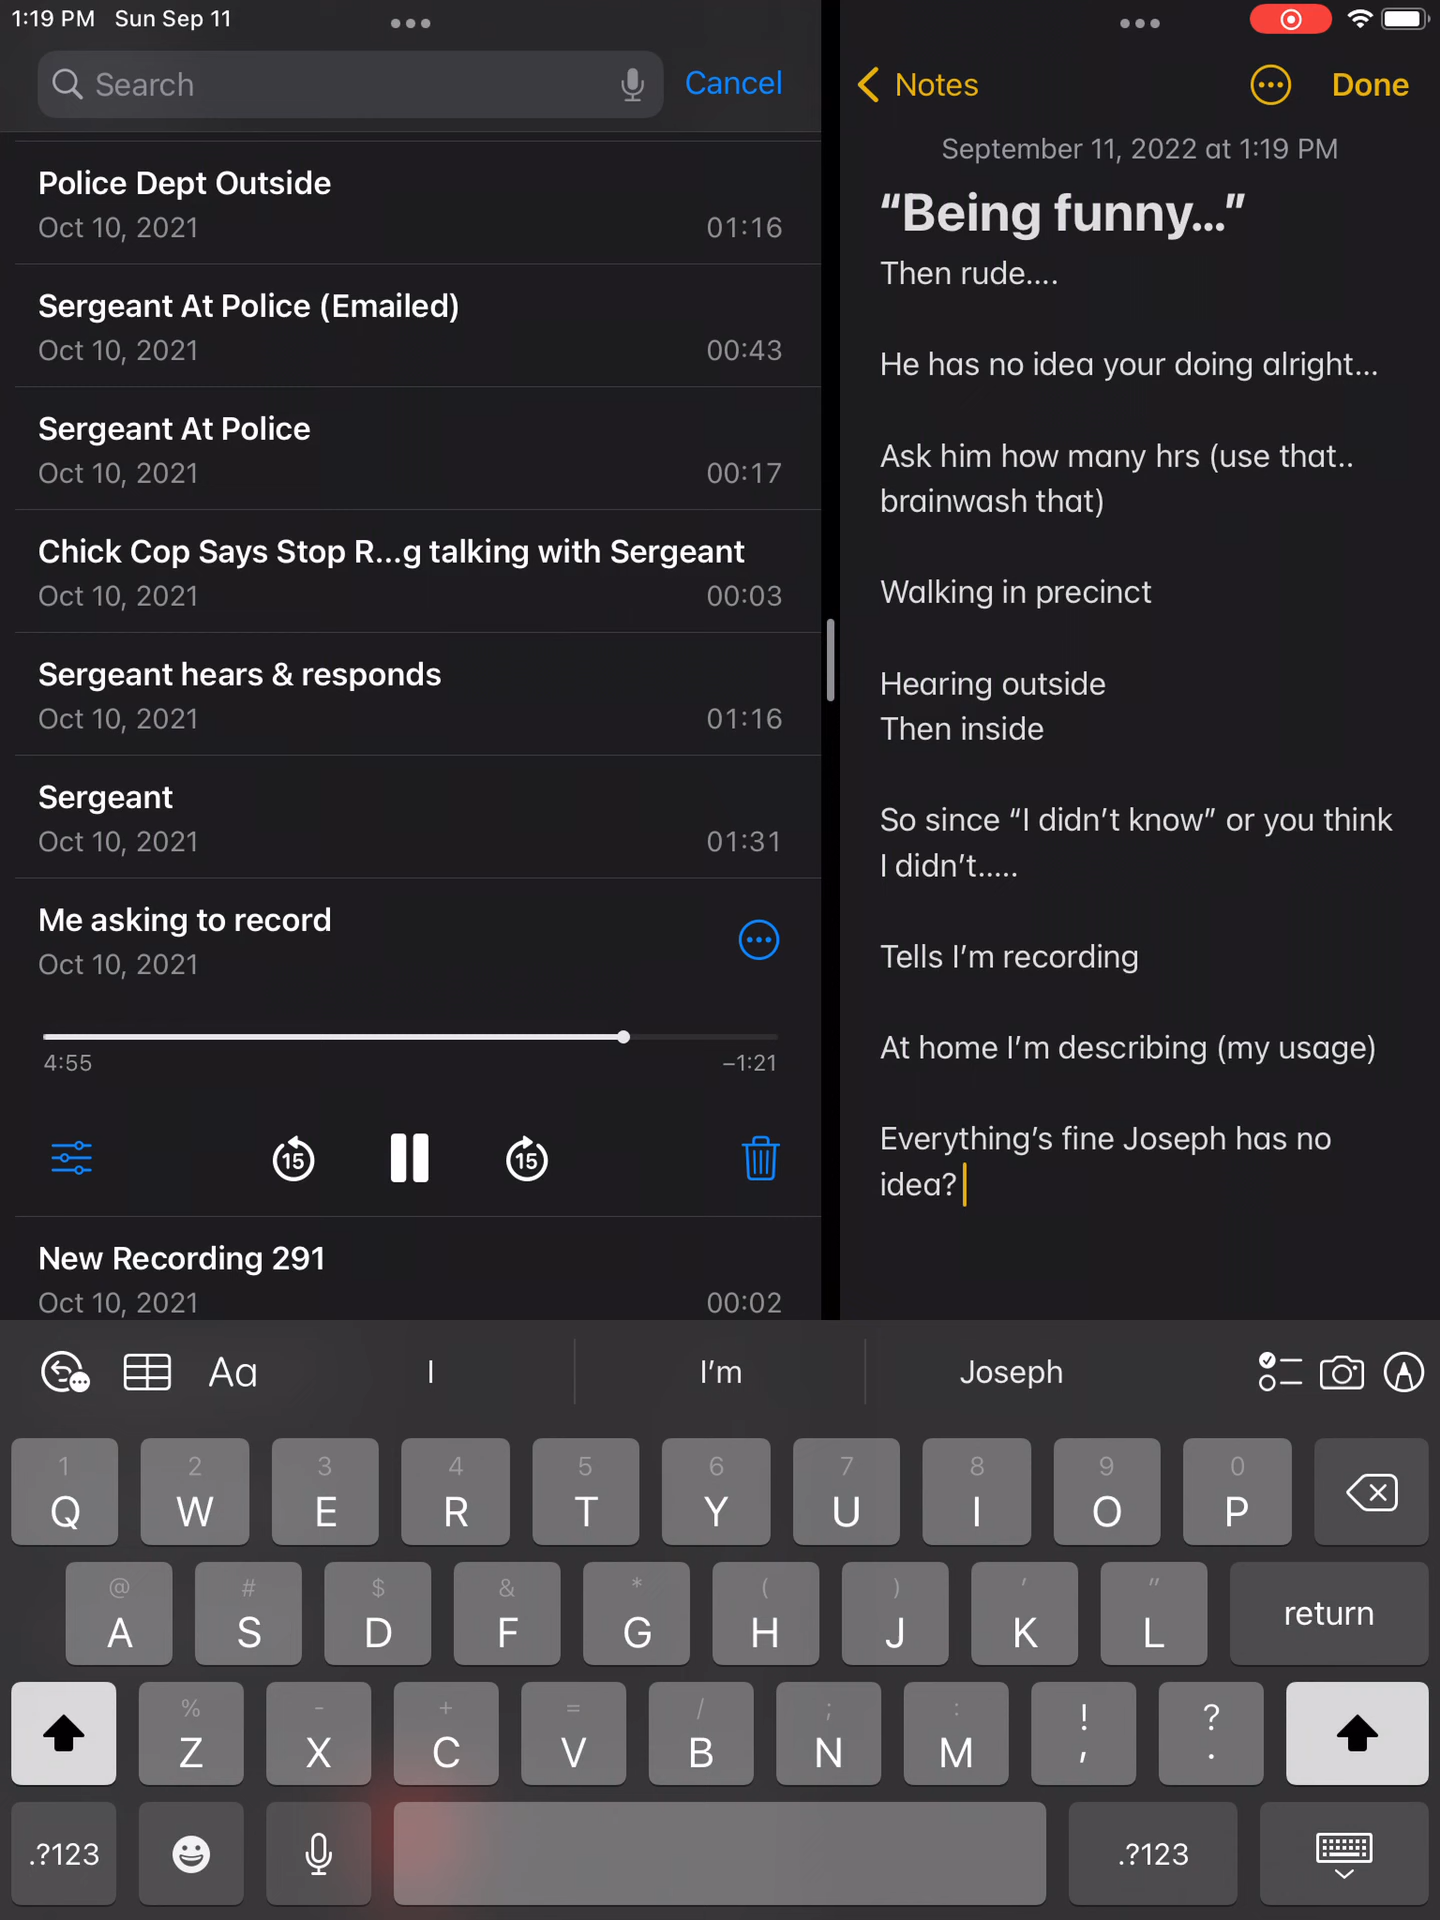 1:19 PM Sun Sep 11
Search
Cancel
Police Dept Outside
Oct 10, 2021
01:16
Sergeant At Police (Emailed)
Oct 10, 2021
00:43
Sergeant At Police
Oct 10, 2021
00:17
Chick Cop Says Stop R...g talking with Sergeant
Oct 10, 2021
00:03
Sergeant hears & responds
Oct 10, 2021
01:16
Sergeant
Oct 10, 2021
01:31
Me asking to record
Oct 10, 2021
4:55
–1:21
15
15
New Recording 291
Oct 10, 2021
00:02
Notes
Done
September 11, 2022 at 1:19 PM
“Being funny...”
Then rude....
He has no idea your doing alright...
Ask him how many hrs (use that..
brainwash that)
Walking in precinct
Hearing outside
Then inside
So since “I didn’t know” or you think
I didn’t.....
Tells I’m recording
At home I’m describing (my usage)
Everything’s fine Joseph has no
idea?
Aa
I
I’m
Joseph
1 2 3 4 5 6 7 8 9 0
Q W E R T Y U I O P
@ # $ & * ( ) ' "
A S D F G H J K L return
% - + = / ; : ! ?
Z X C V B N M , .
.?123
.?123